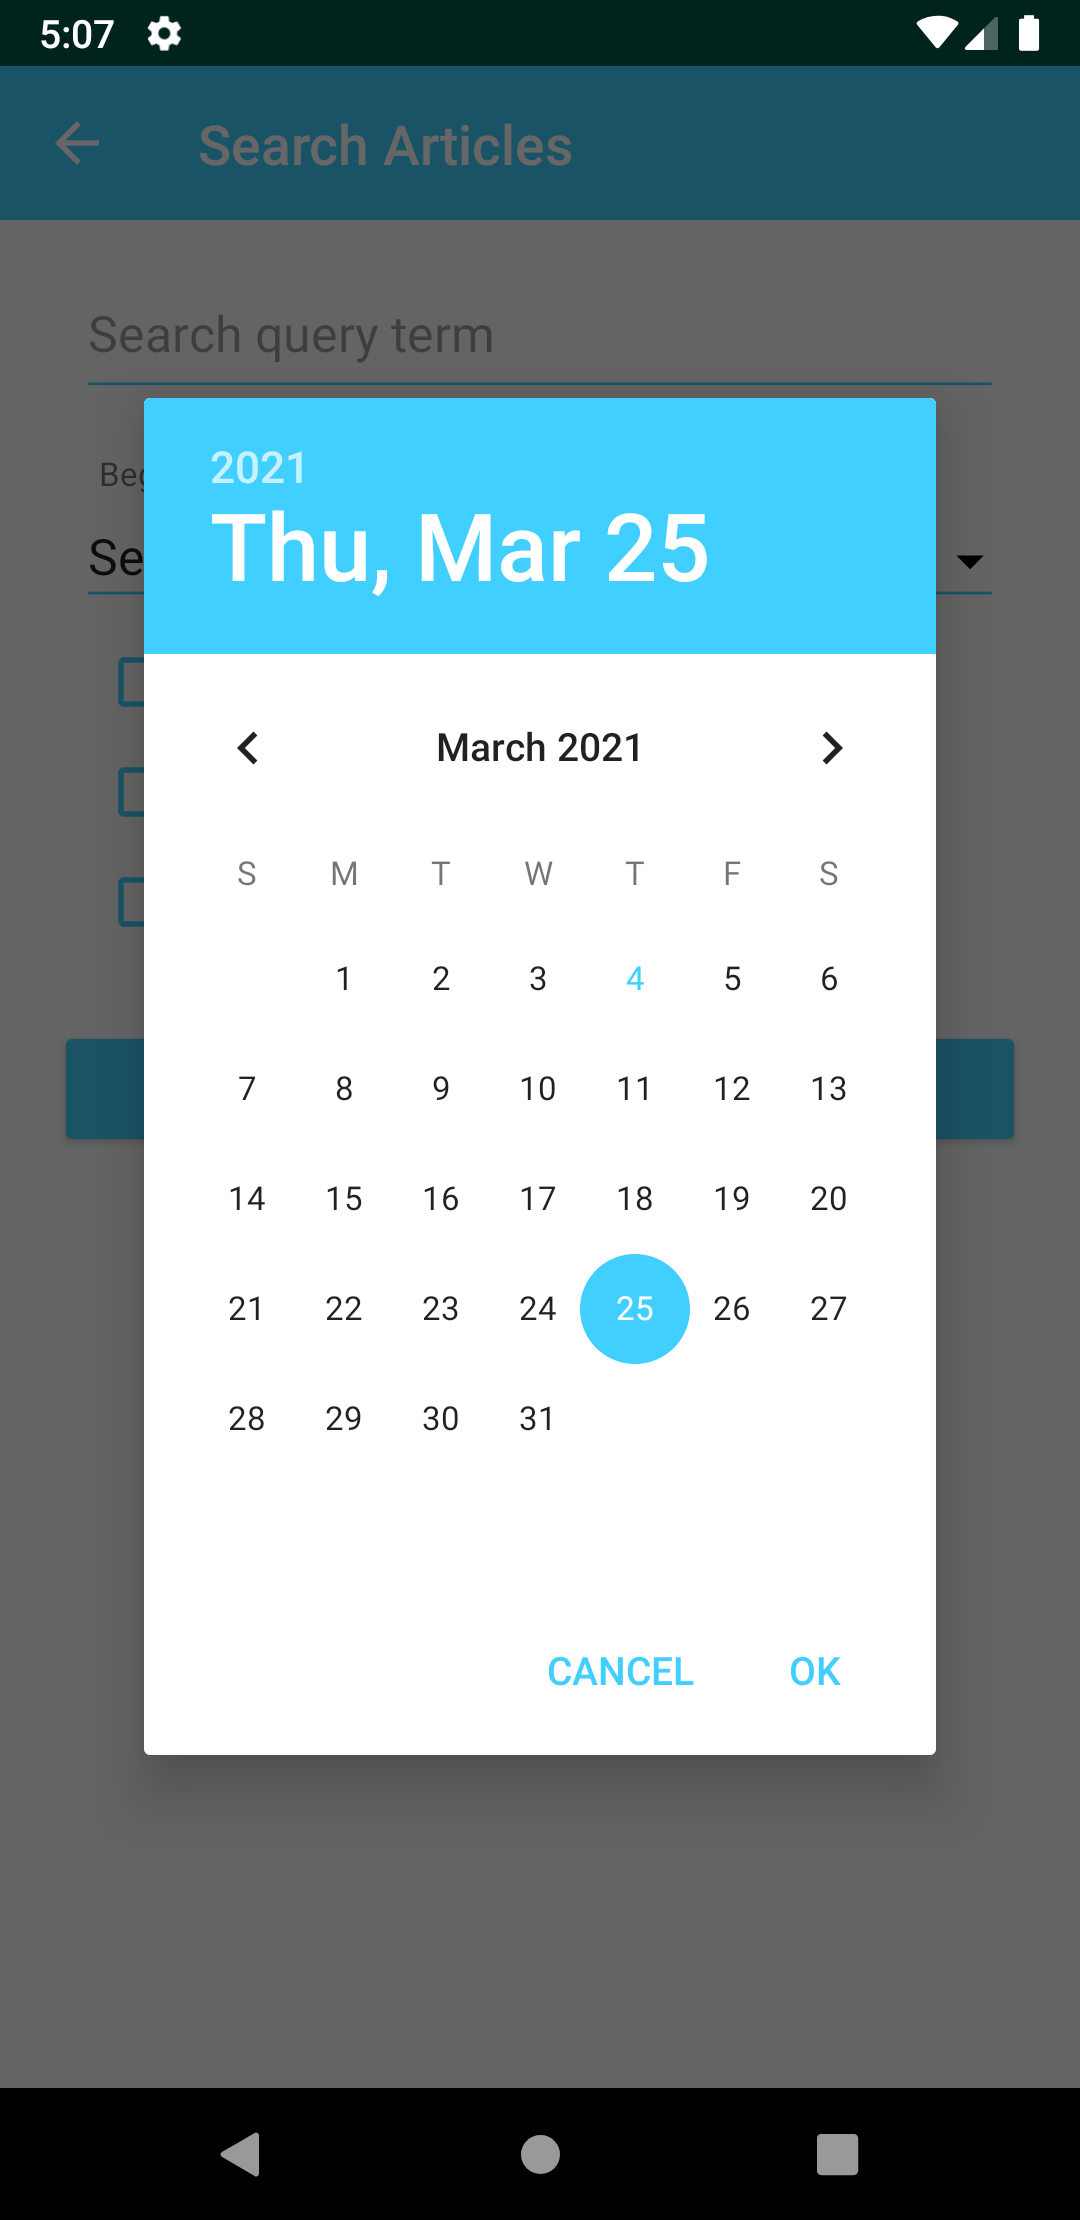 5:07
Search Articles
Search query term
2021
Thu, Mar 25
March 2021
S M T W T F S
1 2 3 4 5 6
7 8 9 10 11 12 13
14 15 16 17 18 19 20
21 22 23 24 25 26 27
28 29 30 31
CANCEL OK